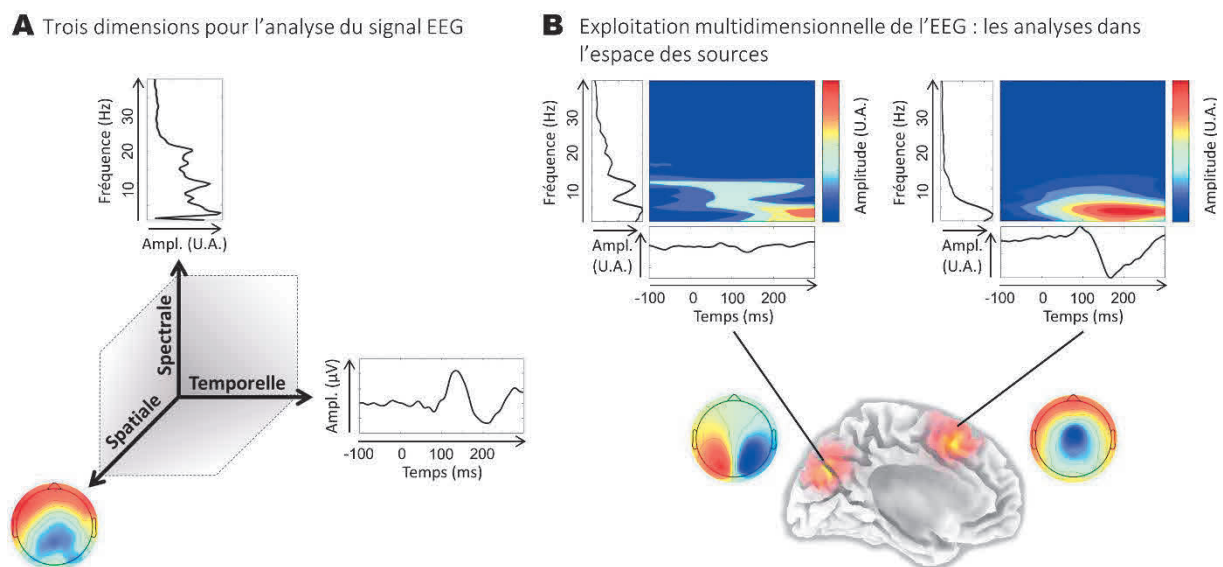 A Trois dimensions pour l'analyse du signal EEG
Fréquence (Hz)
30
20
10
Ampl. (U.A.)
Spectrale
Temporelle
Spatiale
Ampl. (µV)
-100 0 100 200
Temps (ms)
B Exploitation multidimensionnelle de l'EEG : les analyses dans
l'espace des sources
Fréquence (Hz)
30
20
10
Amplitude (U.A.)
Ampl.
(U.A.)
-100 0 100 200
Temps (ms)
Fréquence (Hz)
30
20
10
Amplitude (U.A.)
Ampl.
(U.A.)
-100 0 100 200
Temps (ms)